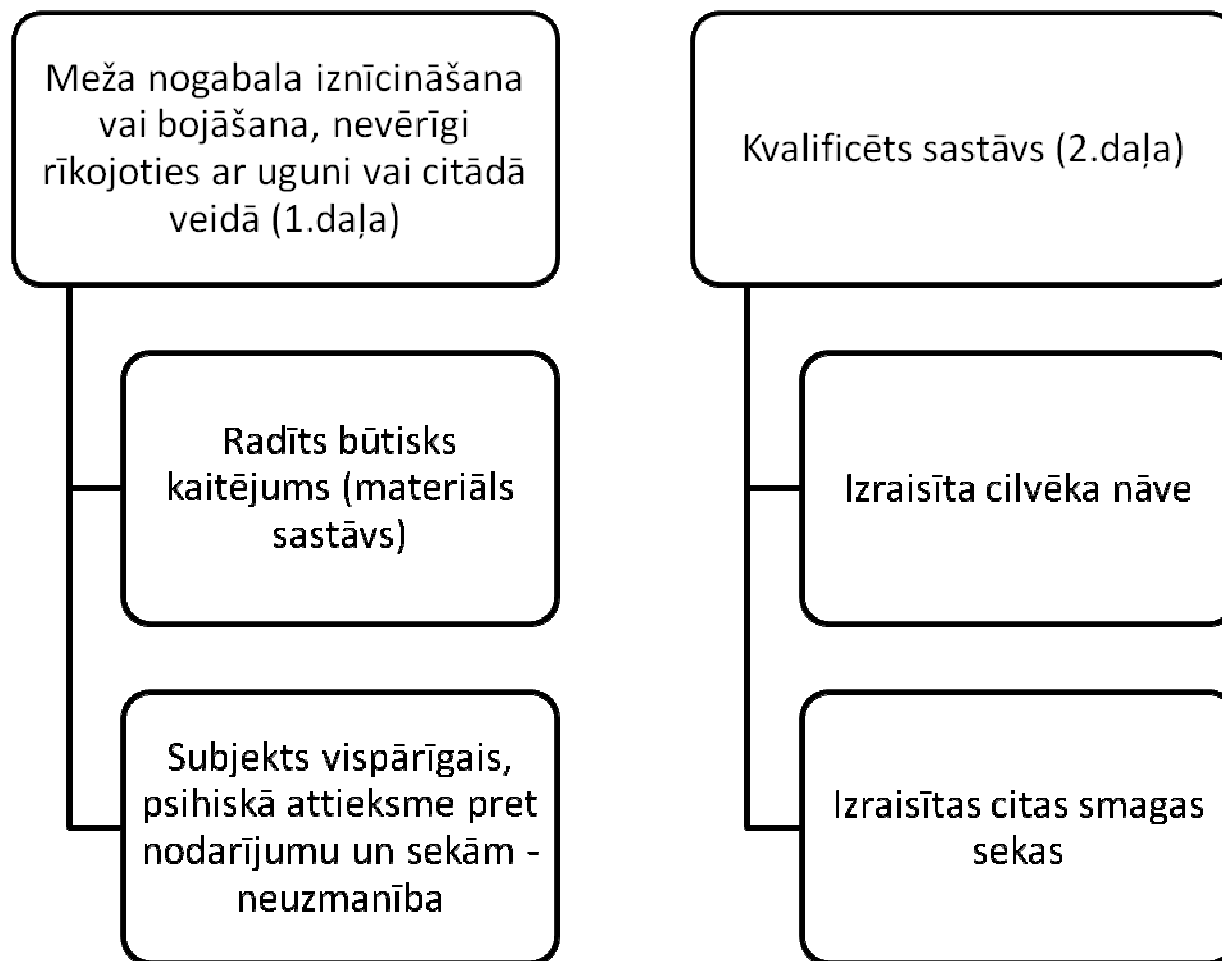 Meža nogabala iznīcināšana
vai bojāšana, nevērīgi
rīkojoties ar uguni vai citādā
veidā (1.daļa)
Radīts būtisks
kaitējums (materiāls
sastāvs)
Subjekts vispārīgais,
psihiskā attieksme pret
nodarījumu un sekām -
neuzmanība
Kvalificēts sastāvs (2.daļa)
Izraisīta cilvēka nāve
Izraisītas citas smagas
sekas